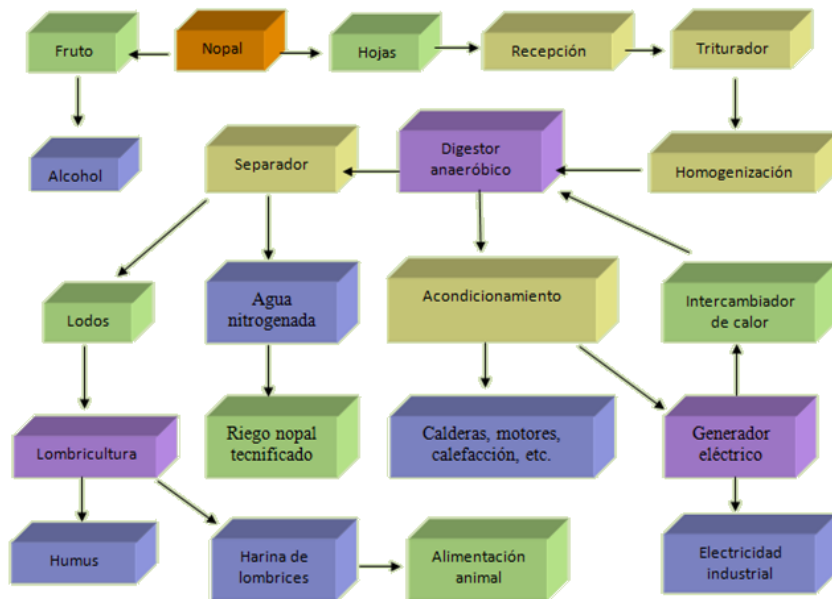 Fruto
Nopal
Hojas
Recepción
Triturador
Alcohol
Separador
Digestor
anaeróbico
Homogenización
Lodos
Agua
nitrogenada
Acondicionamiento
Intercambiador
de calor
Lombricultura
Riego nopal
tecnificado
Calderas, motores,
calefacción, etc.
Generador
eléctrico
Humus
Harina de
lombrices
Alimentación
animal
Electricidad
industrial